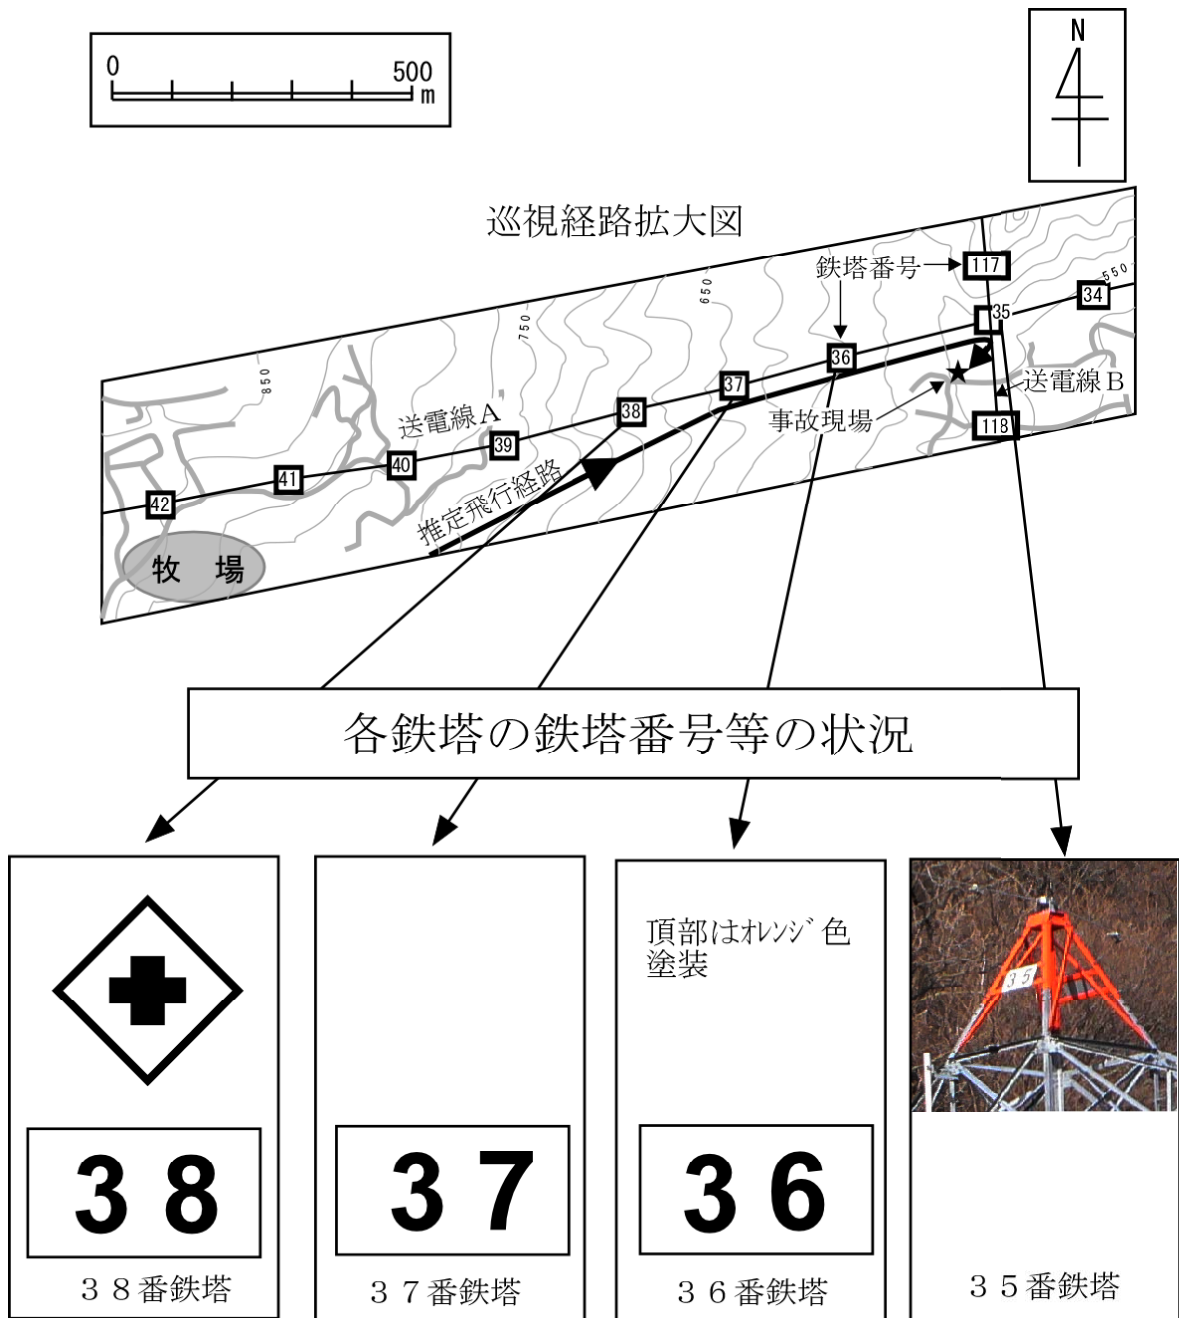 0 500 m
N
巡視経路拡大図
鉄塔番号
117
550
34
35
650
750
36
850
37
送電線B
38
事故現場
送電線A
118
39
40
41
推定飛行経路
42
牧 場
各鉄塔の鉄塔番号等の状況
頂部はオレンジ色
塗装
35
38
37
36
38番鉄塔
37番鉄塔
36番鉄塔
35番鉄塔